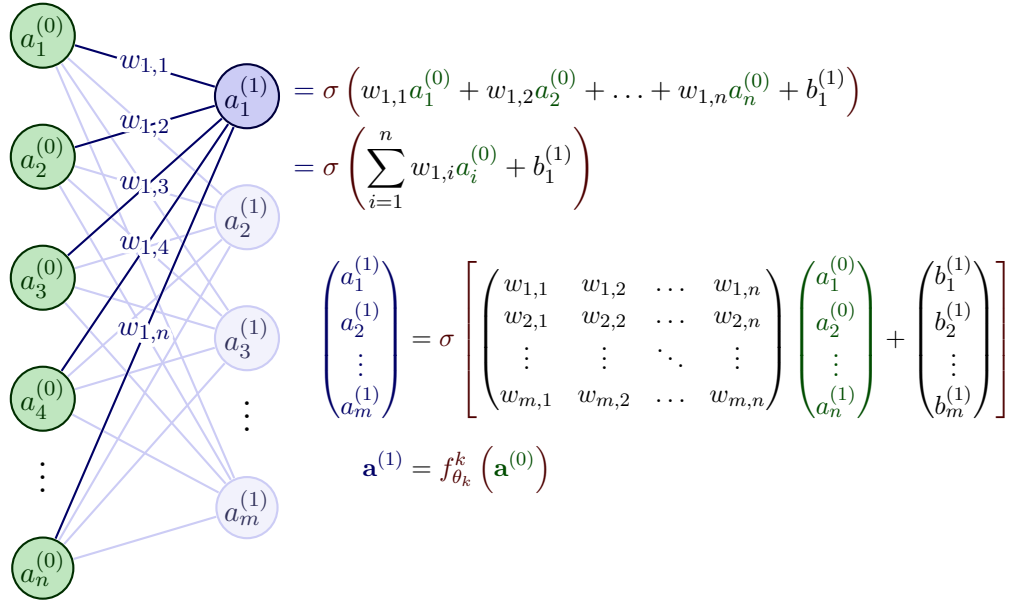 a_1^{(0)}
a_2^{(0)}
a_3^{(0)}
a_4^{(0)}
⋮
a_n^{(0)}
w_{1,1}
w_{1,2}
w_{1,3}
w_{1,4}
w_{1,n}
a_1^{(1)}
a_2^{(1)}
a_3^{(1)}
⋮
a_m^{(1)}
= σ ( w_{1,1} a_1^{(0)} + w_{1,2} a_2^{(0)} + … + w_{1,n} a_n^{(0)} + b_1^{(1)} )
= σ ( ∑_{i=1}^{n} w_{1,i} a_i^{(0)} + b_1^{(1)} )
( a_1^{(1)} a_2^{(1)} ⋮ a_m^{(1)} ) = σ [ ( w_{1,1} w_{1,2} … w_{1,n} w_{2,1} w_{2,2} … w_{2,n} ⋮ ⋮ ⋱ ⋮ w_{m,1} w_{m,2} … w_{m,n} ) ( a_1^{(0)} a_2^{(0)} ⋮ a_n^{(0)} ) + ( b_1^{(1)} b_2^{(1)} ⋮ b_m^{(1)} ) ]
𝐚^{(1)} = f_{θ_k}^{k} ( 𝐚^{(0)} )